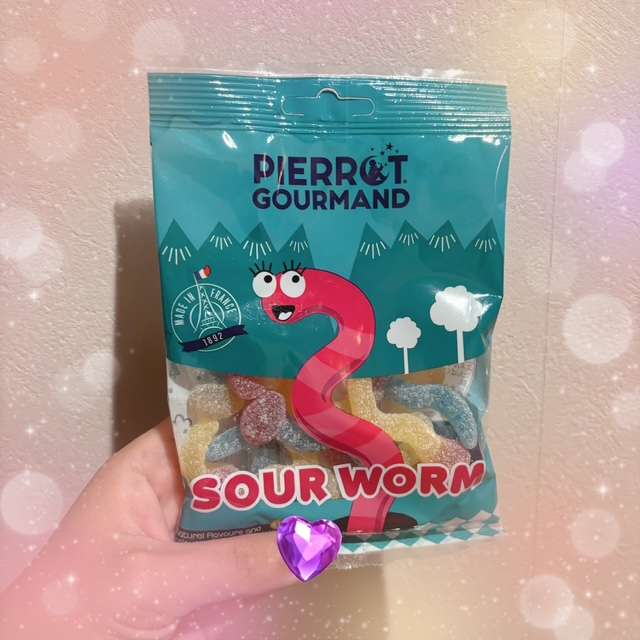 PIERROT
GOURMAND
MADE IN FRANCE
1892
SOUR WORM
Natural Flavours and